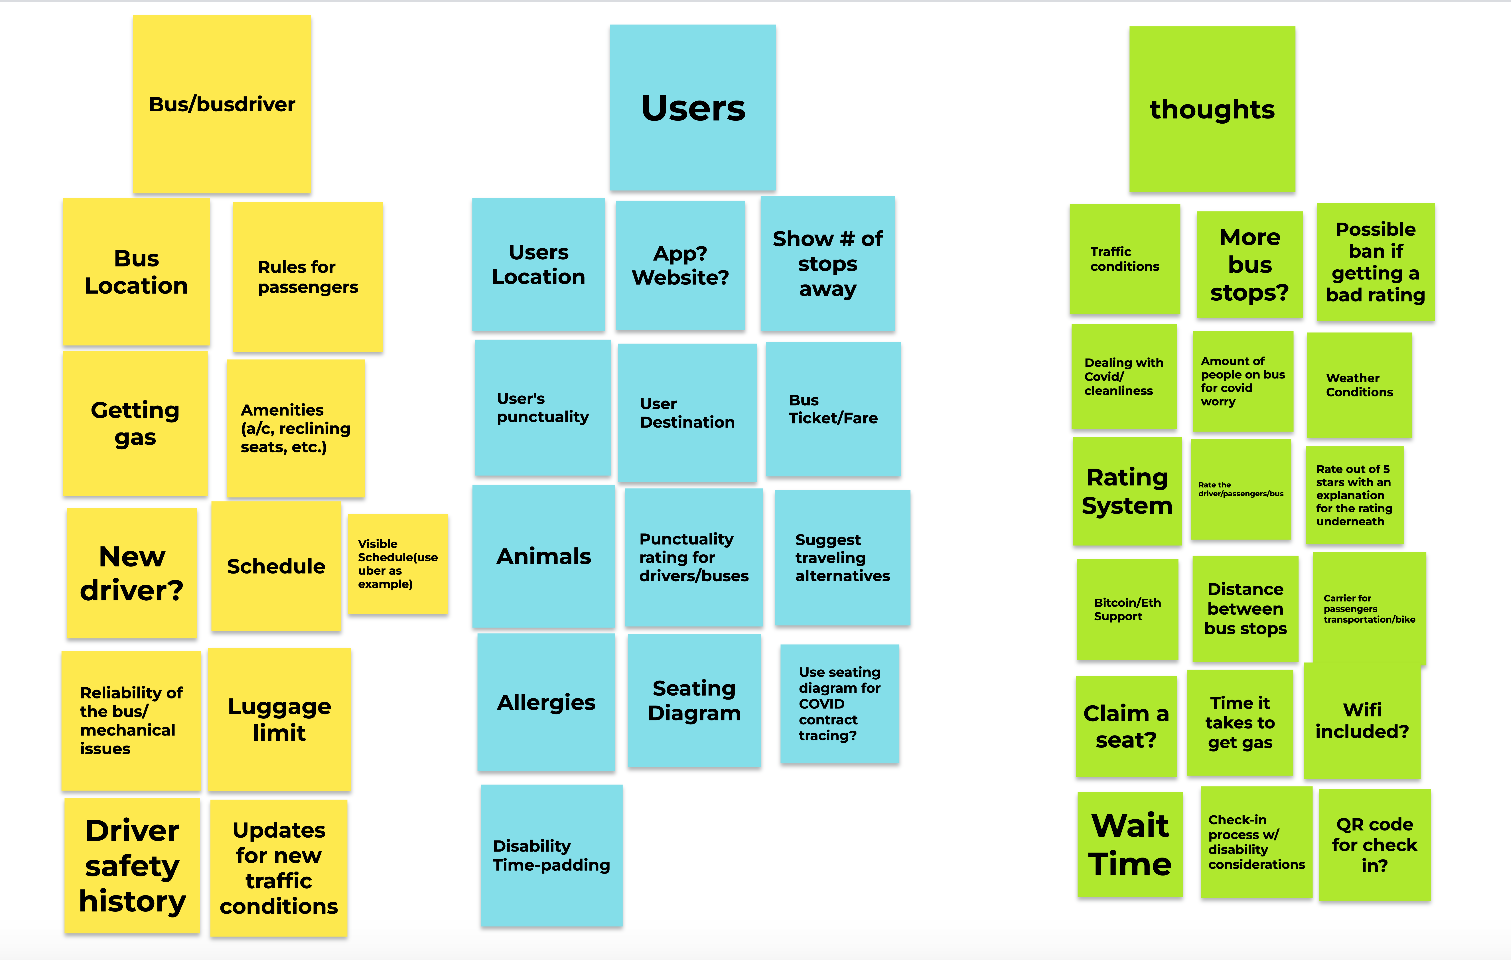 Bus/busdriver
Bus
Location
Rules for
passengers
Getting
gas
Amenities
(a/c, reclining
seats, etc.)
New
driver?
Schedule
Visible
Schedule(use
uber as
example)
Reliability of
the bus/
mechanical
issues
Luggage
limit
Driver
safety
history
Updates
for new
traffic
conditions
Users
Users
Location
App?
Website?
Show # of
stops
away
User's
punctuality
User
Destination
Bus
Ticket/Fare
Animals
Punctuality
rating for
drivers/buses
Suggest
traveling
alternatives
Allergies
Seating
Diagram
Use seating
diagram for
COVID
contract
tracing?
Disability
Time-padding
thoughts
Traffic
conditions
More
bus
stops?
Possible
ban if
getting a
bad rating
Dealing with
Covid/
cleanliness
Amount of
people on bus
for covid
worry
Weather
Conditions
Rating
System
Rate the
driver/passengers/bus
Rate out of 5
stars with an
explanation
for the rating
underneath
Bitcoin/Eth
Support
Distance
between
bus stops
Carrier for
passengers
transportation/bike
Claim a
seat?
Time it
takes to
get gas
Wifi
included?
Wait
Time
Check-in
process w/
disability
considerations
QR code
for check
in?